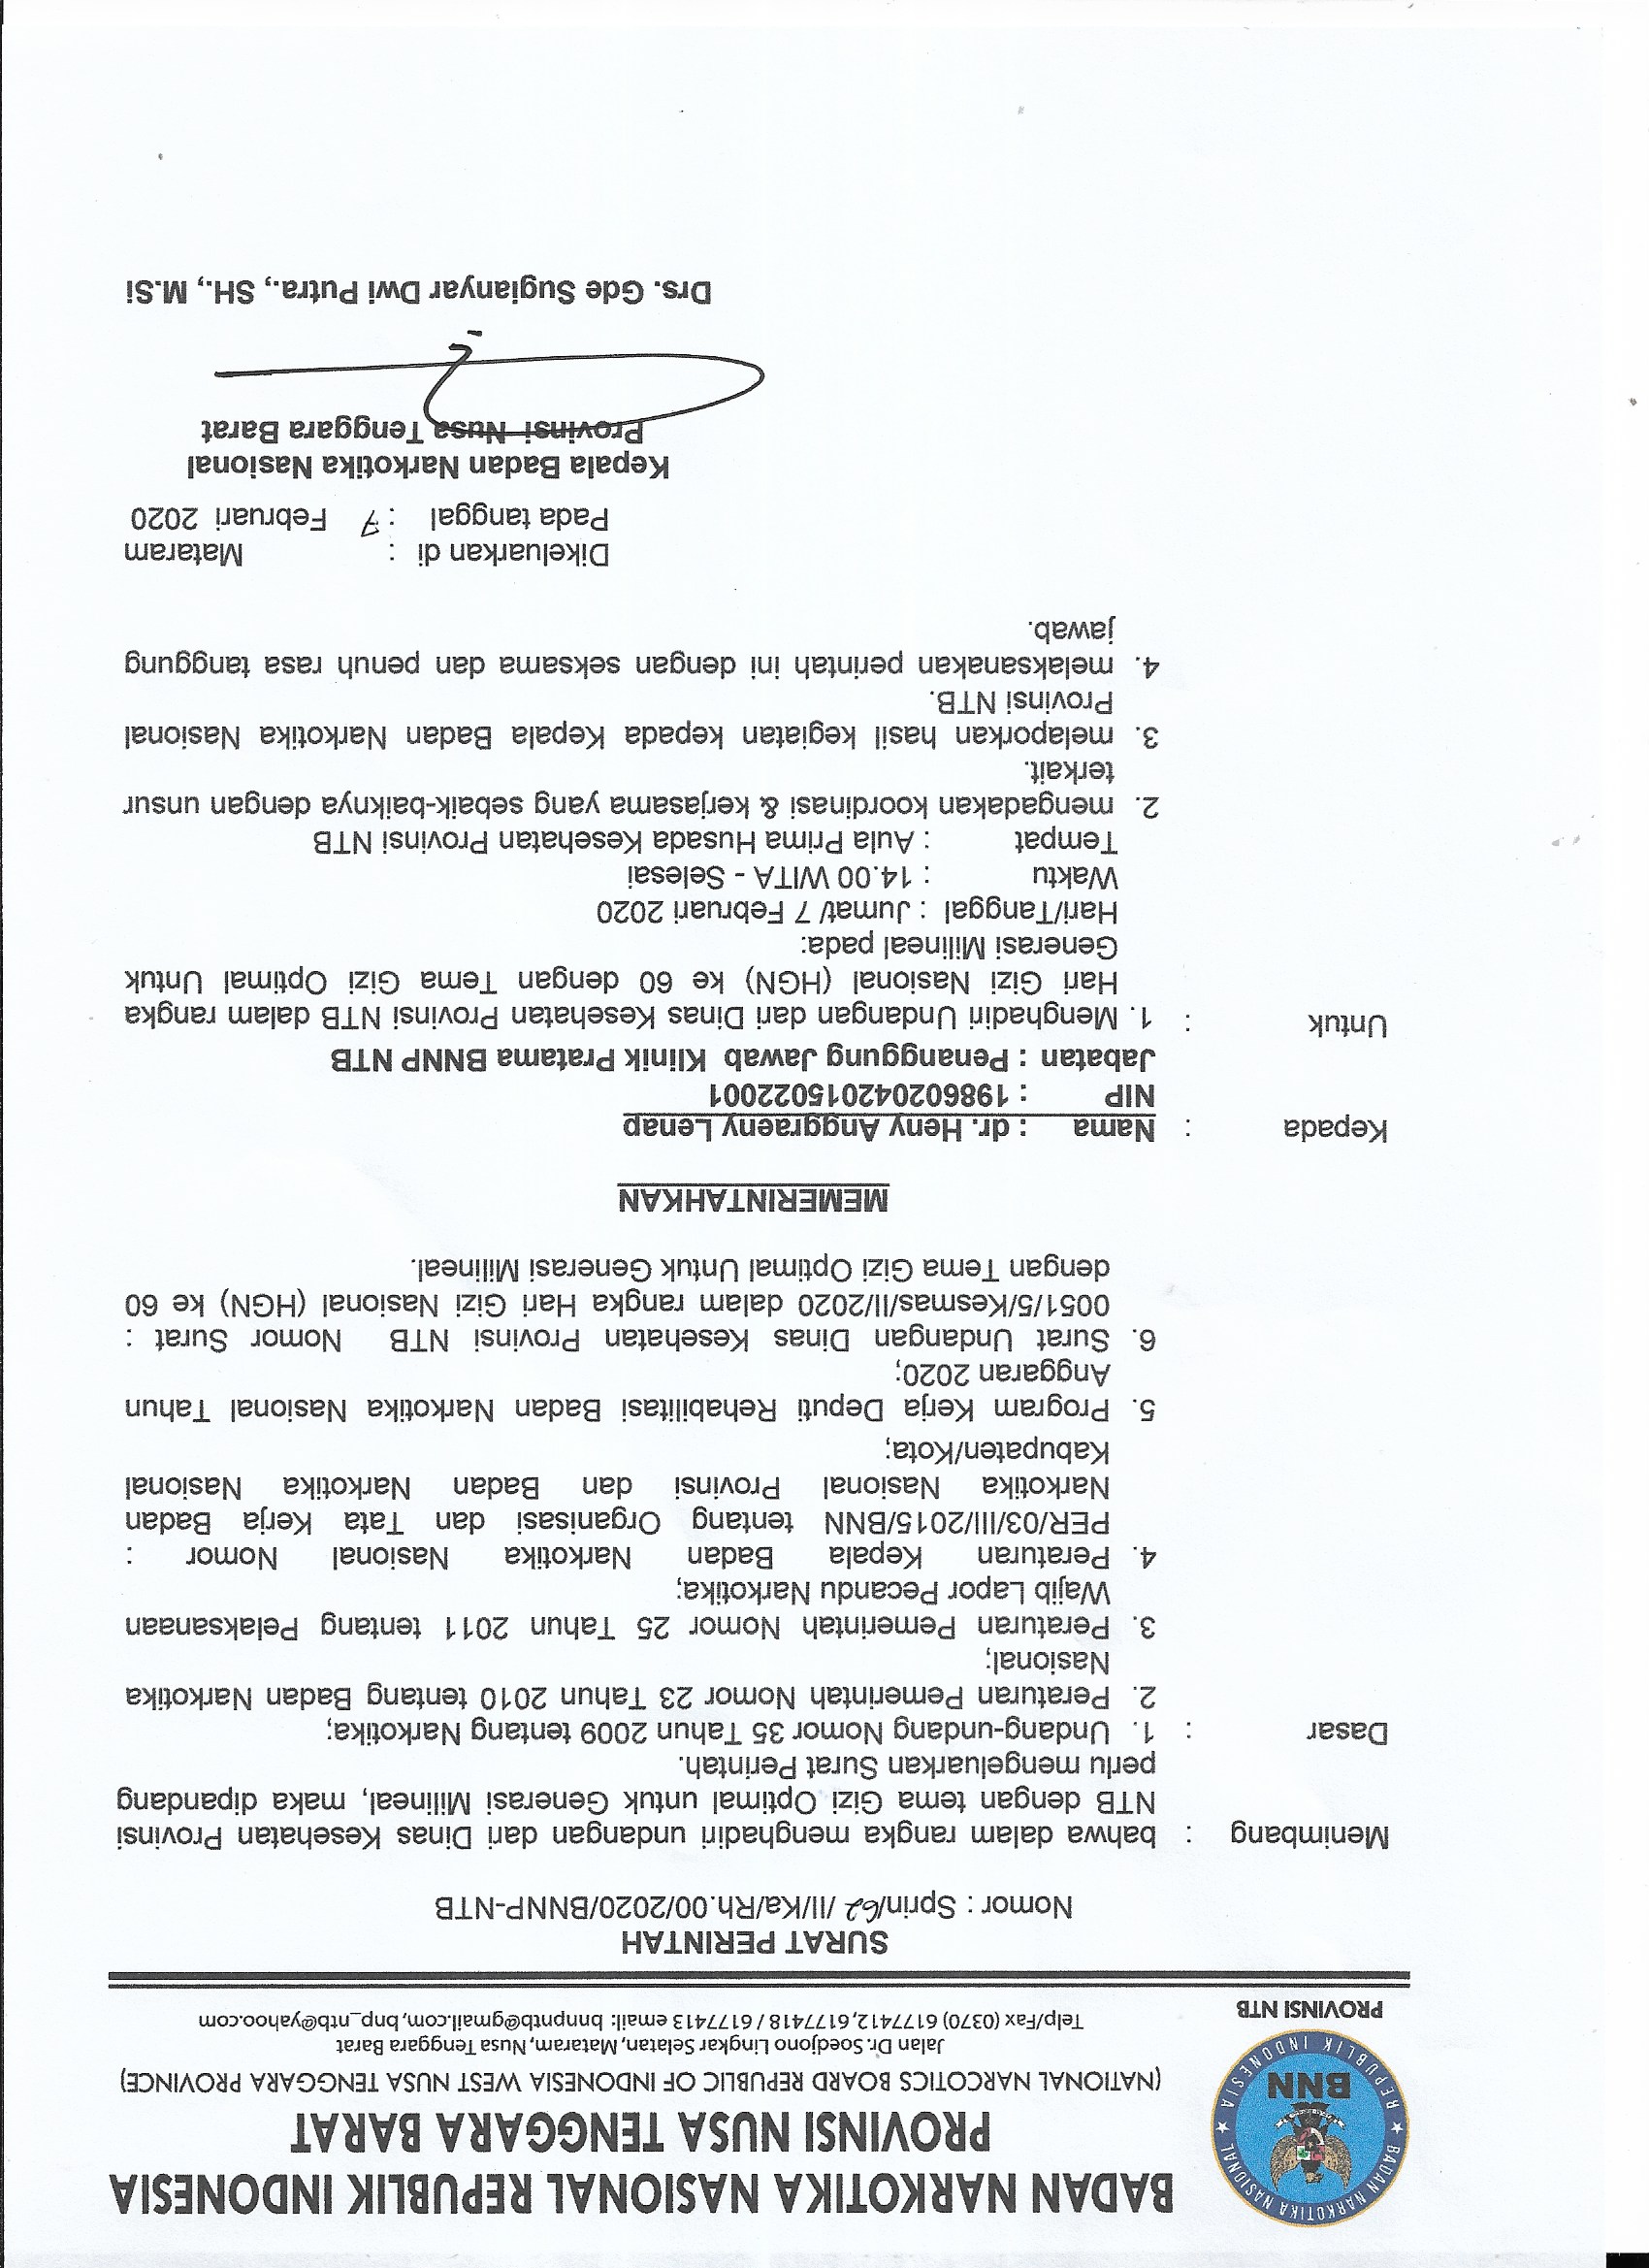 BADAN NARKOTIKA NASIONAL REPUBLIK INDONESIA
PROVINSI NUSA TENGGARA BARAT
(NATIONAL NARCOTICS BOARD REPUBLIC OF INDONESIA WEST NUSA TENGGARA PROVINCE)
Jalan Dr. Soedjono Lingkar Selatan, Mataram, Nusa Tenggara Barat
Telp/Fax (0370) 6177412,6177418 / 6177413 email: bnnpntb@gmail.com, bnp_ntb@yahoo.com
BADAN NARKOTIKA NASIONAL
REPUBLIK INDONESIA
BNN
PROVINSI NTB
SURAT PERINTAH
Nomor : Sprin/62 /II/Ka/Rh.00/2020/BNNP-NTB
Menimbang : bahwa dalam rangka menghadiri undangan dari Dinas Kesehatan Provinsi
NTB dengan tema Gizi Optimal untuk Generasi Milineal, maka dipandang
perlu mengeluarkan Surat Perintah.
Dasar : 1. Undang-undang Nomor 35 Tahun 2009 tentang Narkotika;
2. Peraturan Pemerintah Nomor 23 Tahun 2010 tentang Badan Narkotika
Nasional;
3. Peraturan Pemerintah Nomor 25 Tahun 2011 tentang Pelaksanaan
Wajib Lapor Pecandu Narkotika;
4. Peraturan Kepala Badan Narkotika Nasional Nomor :
PER/03/III/2015/BNN tentang Organisasi dan Tata Kerja Badan
Narkotika Nasional Provinsi dan Badan Narkotika Nasional
Kabupaten/Kota;
5. Program Kerja Deputi Rehabilitasi Badan Narkotika Nasional Tahun
Anggaran 2020;
6. Surat Undangan Dinas Kesehatan Provinsi NTB Nomor Surat :
0051/5/Kesmas/II/2020 dalam rangka Hari Gizi Nasional (HGN) ke 60
dengan Tema Gizi Optimal Untuk Generasi Milineal.
MEMERINTAHKAN
Kepada : Nama : dr. Heny Anggraeny Lenap
NIP : 198602042015022001
Jabatan : Penanggung Jawab Klinik Pratama BNNP NTB
Untuk : 1. Menghadiri Undangan dari Dinas Kesehatan Provinsi NTB dalam rangka
Hari Gizi Nasional (HGN) ke 60 dengan Tema Gizi Optimal Untuk
Generasi Milineal pada:
Hari/Tanggal : Jumat/ 7 Februari 2020
Waktu : 14.00 WITA - Selesai
Tempat : Aula Prima Husada Kesehatan Provinsi NTB
2. mengadakan koordinasi & kerjasama yang sebaik-baiknya dengan unsur
terkait.
3. melaporkan hasil kegiatan kepada Kepala Badan Narkotika Nasional
Provinsi NTB.
4. melaksanakan perintah ini dengan seksama dan penuh rasa tanggung
jawab.
Dikeluarkan di : Mataram
Pada tanggal : 7 Februari 2020
Kepala Badan Narkotika Nasional
Provinsi Nusa Tenggara Barat
Drs. Gde Sugianyar Dwi Putra., SH., M.Si